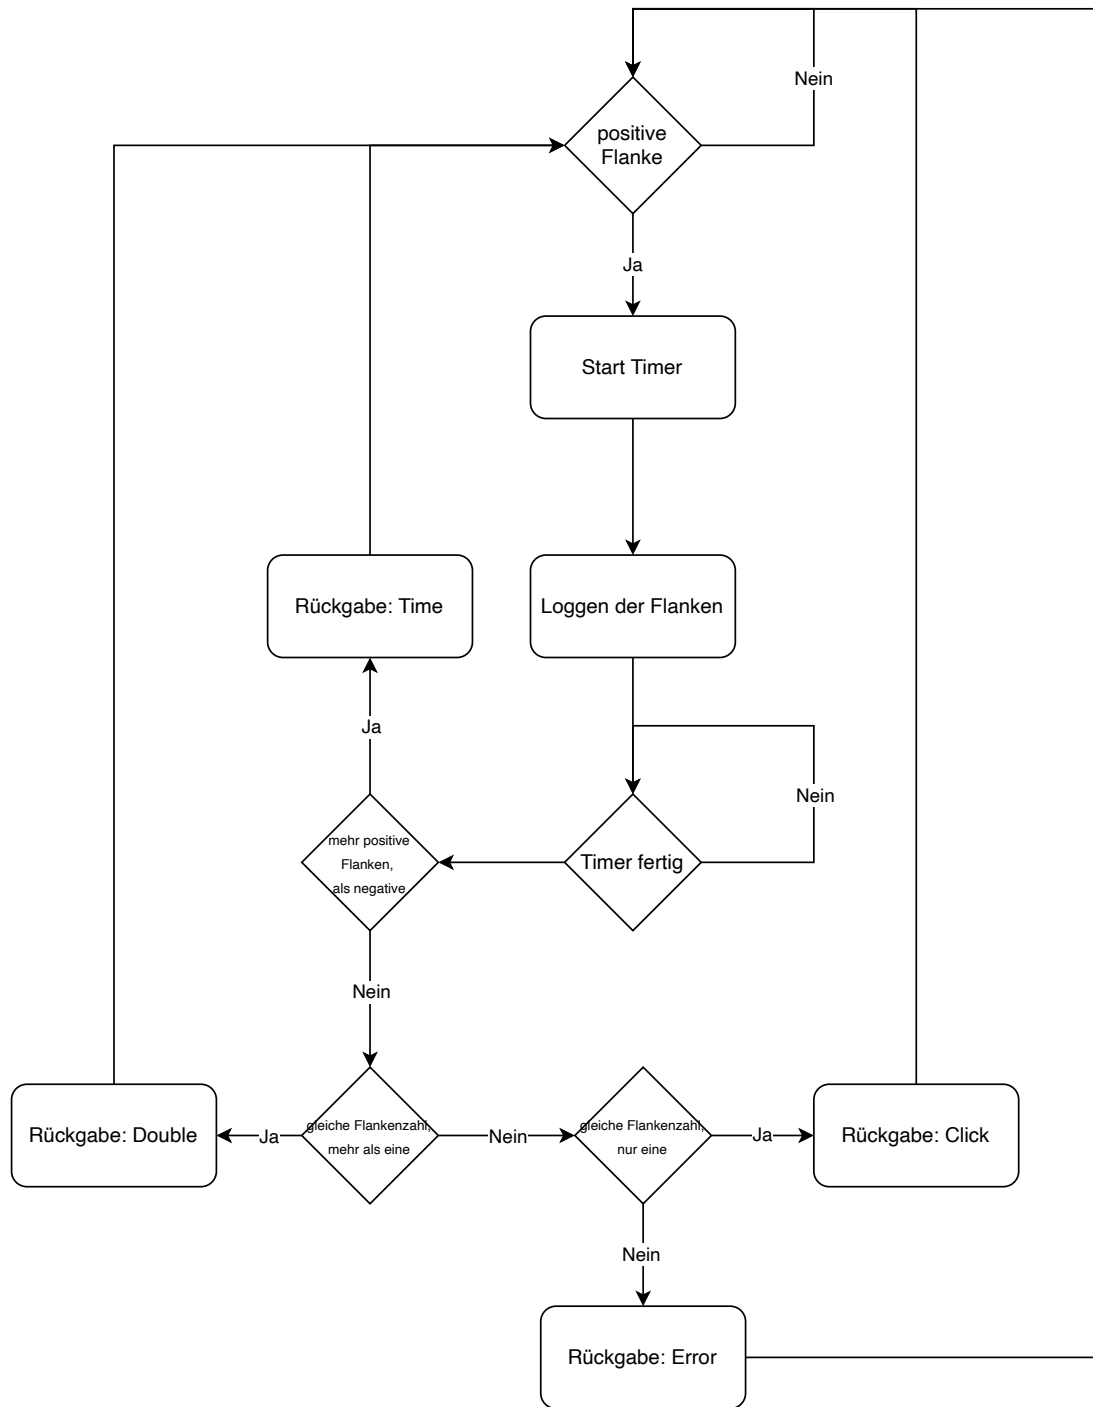 Nein
positive
Flanke
Ja
Start Timer
Rückgabe: Time
Loggen der Flanken
Ja
Nein
mehr positive
Flanken,
als negative
Timer fertig
Nein
Rückgabe: Double
Ja
gleiche Flankenzahl,
mehr als eine
Nein
gleiche Flankenzahl,
nur eine
Ja
Rückgabe: Click
Nein
Rückgabe: Error